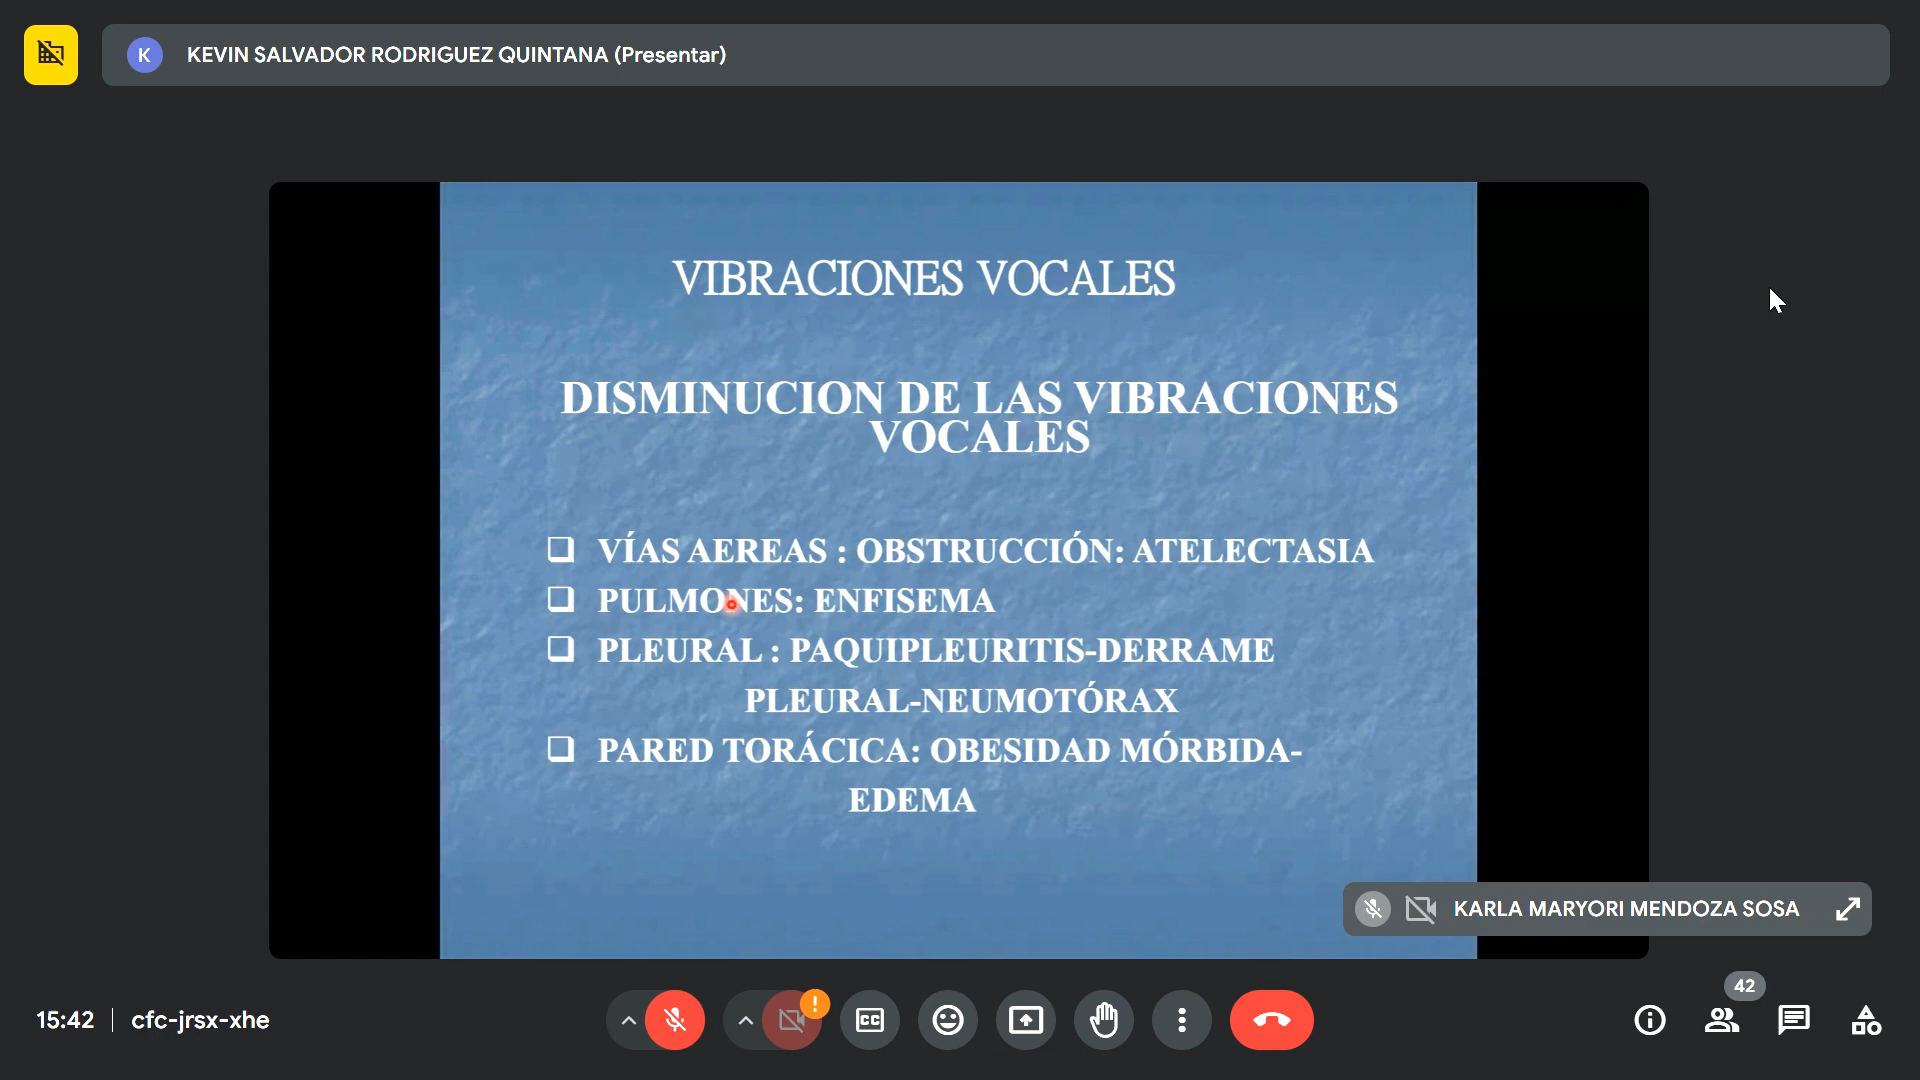 K KEVIN SALVADOR RODRIGUEZ QUINTANA (Presentar)
VIBRACIONES VOCALES
DISMINUCION DE LAS VIBRACIONES
VOCALES
VÍAS AEREAS : OBSTRUCCIÓN: ATELECTASIA
PULMONES: ENFISEMA
PLEURAL : PAQUIPLEURITIS-DERRAME
PLEURAL-NEUMOTÓRAX
PARED TORÁCICA: OBESIDAD MÓRBIDA-
EDEMA
KARLA MARYORI MENDOZA SOSA
42
15:42 cfc-jrsx-xhe
! CC